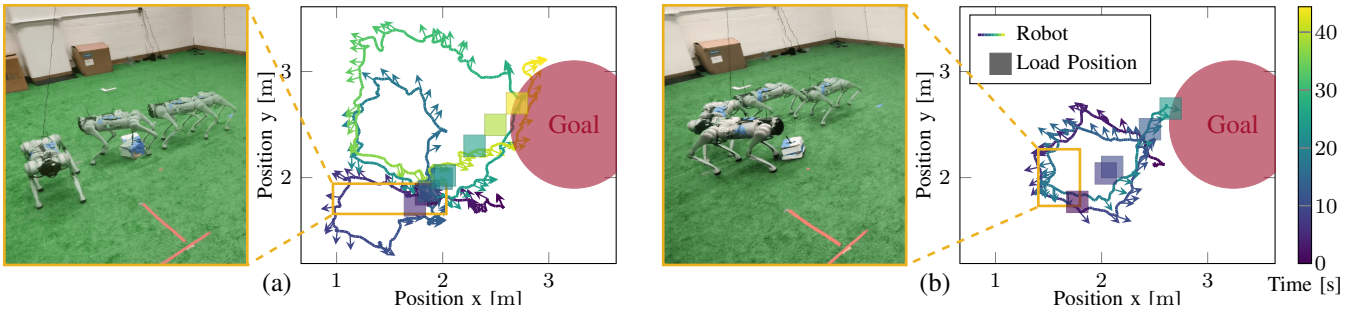 Position y [m]
3
2
1
2
3
Goal
(a)
Position x [m]
Position y [m]
3
2
1
2
3
Robot
Load Position
Goal
(b)
Position x [m]
40
30
20
10
0
Time [s]